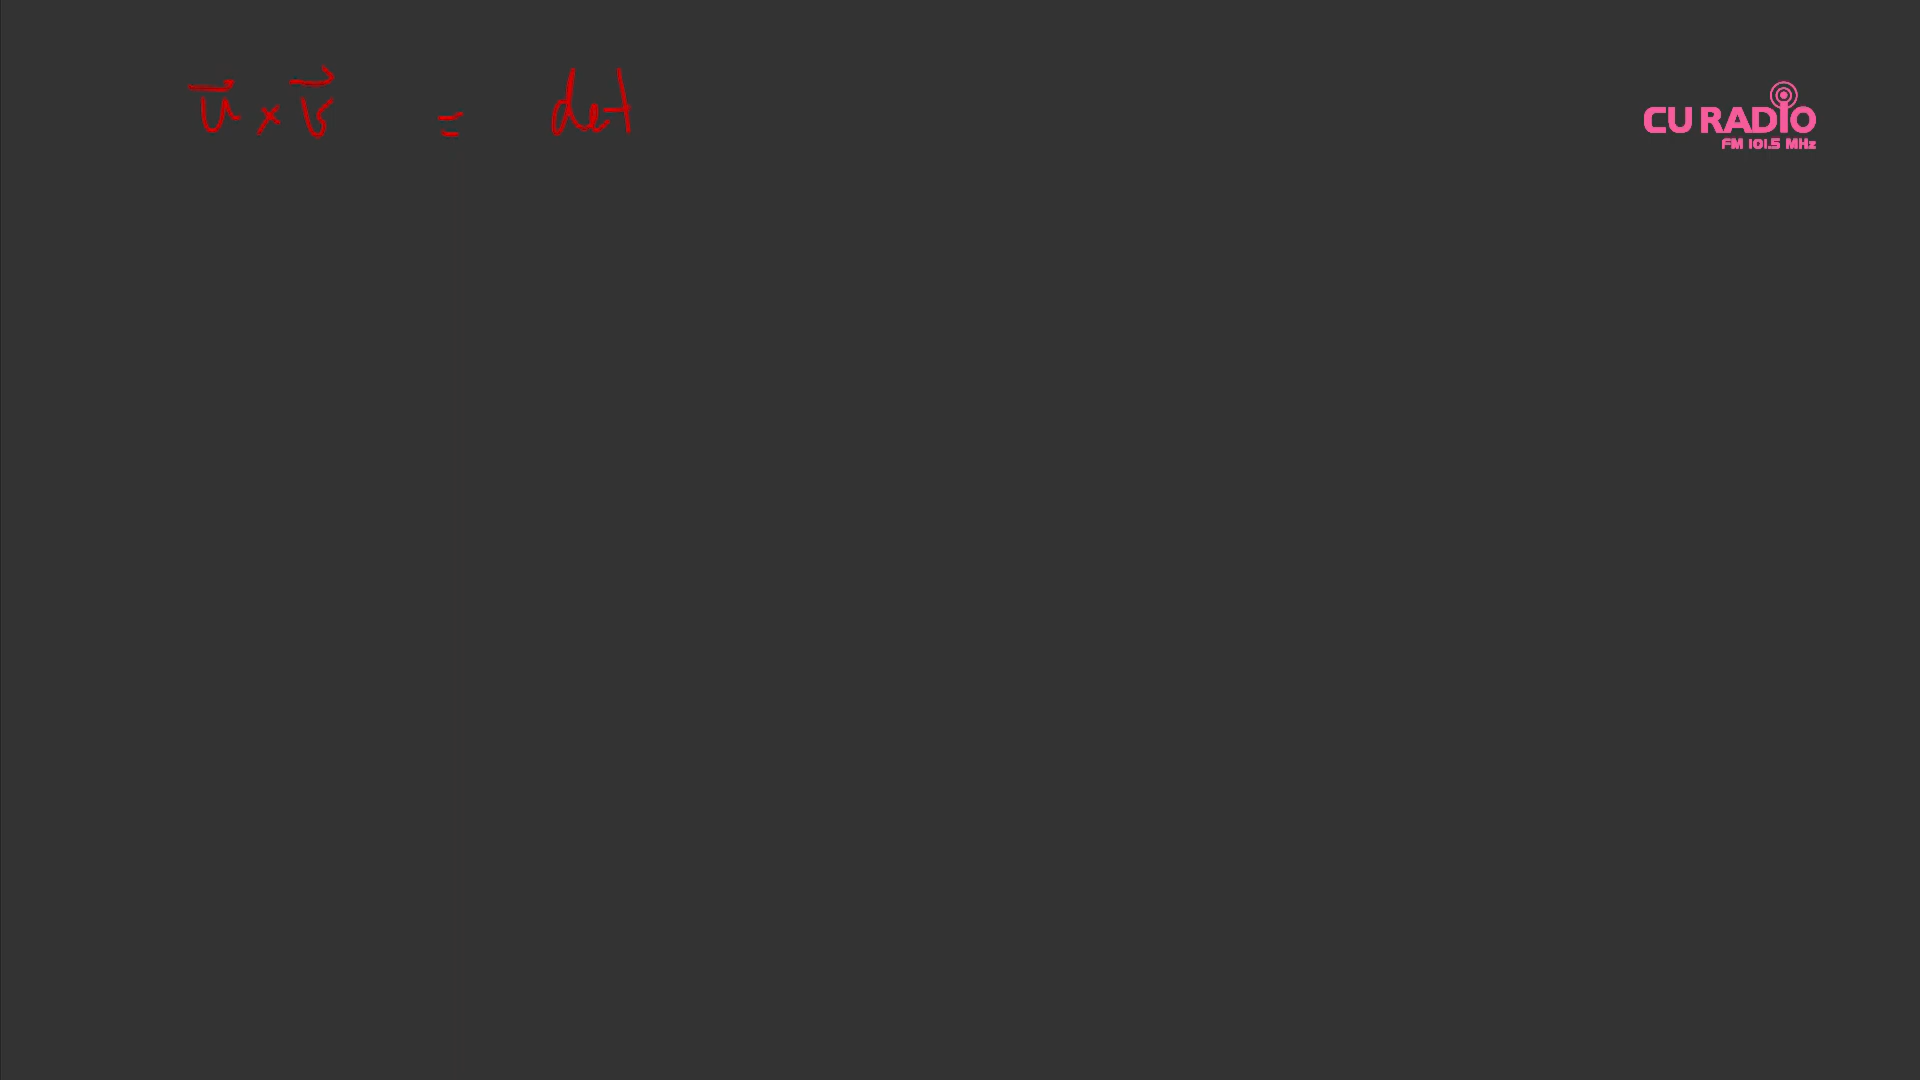 u⃗ × v⃗ = det
CU RADIO
FM 101.5 MHz